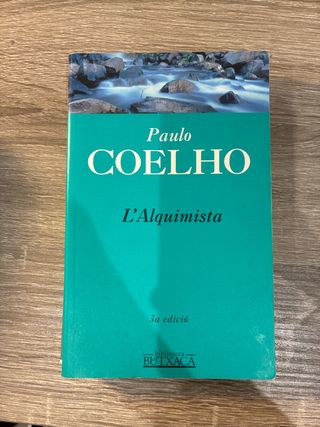 Paulo
COELHO
L'Alquimista
3a edició
biblioteca
BUTXACA